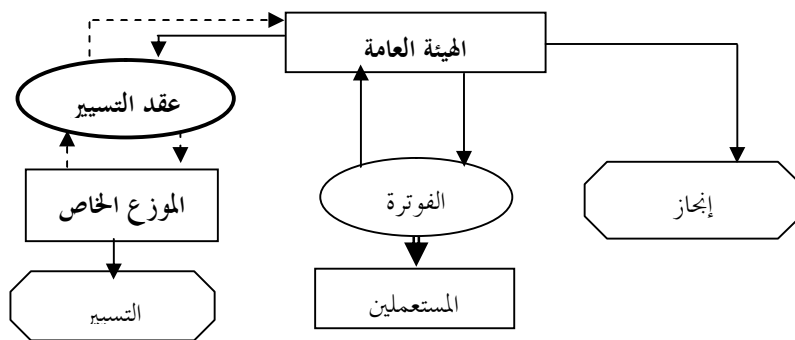 الهيئة العامة
عقد التسيير
الموزع الخاص
الفوترة
إنجاز
التسيير
المستعملين